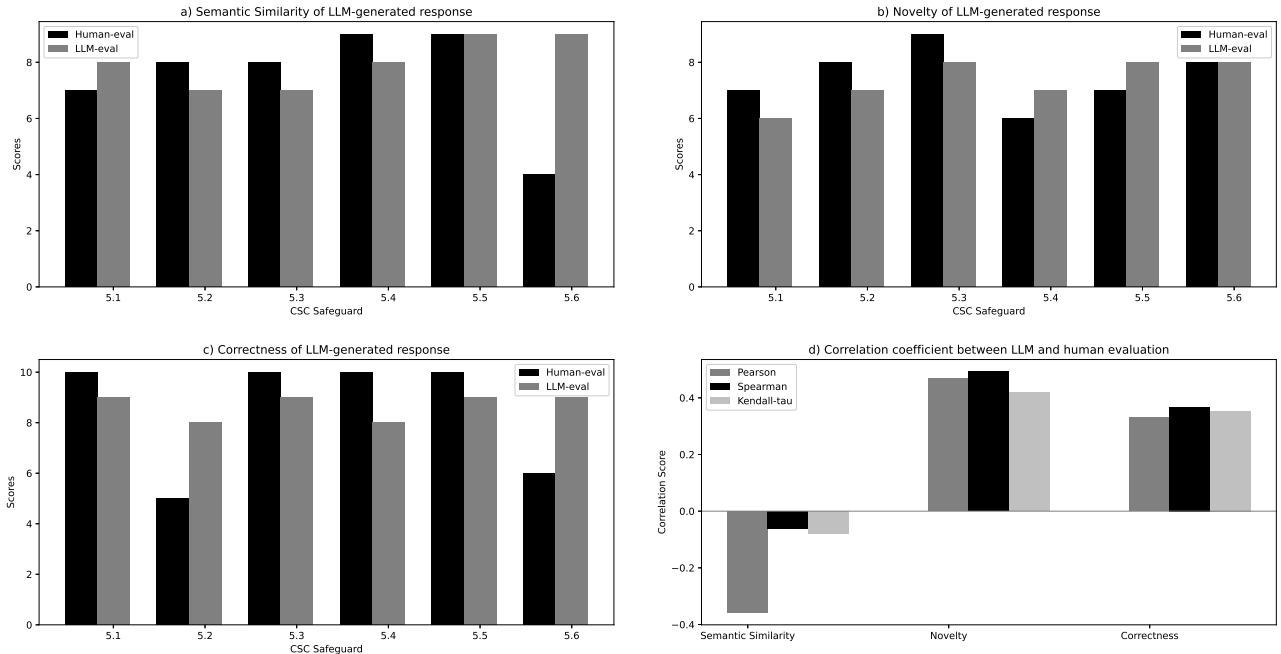 a) Semantic Similarity of LLM-generated response
Human-eval
LLM-eval
8
6
4
2
0
Scores
5.1 5.2 5.3 5.4 5.5 5.6
CSC Safeguard
b) Novelty of LLM-generated response
Human-eval
LLM-eval
8
6
4
2
0
Scores
5.1 5.2 5.3 5.4 5.5 5.6
CSC Safeguard
c) Correctness of LLM-generated response
Human-eval
LLM-eval
10
8
6
4
2
0
Scores
5.1 5.2 5.3 5.4 5.5 5.6
CSC Safeguard
d) Correlation coefficient between LLM and human evaluation
Pearson
Spearman
Kendall-tau
0.4
0.2
0.0
−0.2
−0.4
Correlation Score
Semantic Similarity Novelty Correctness